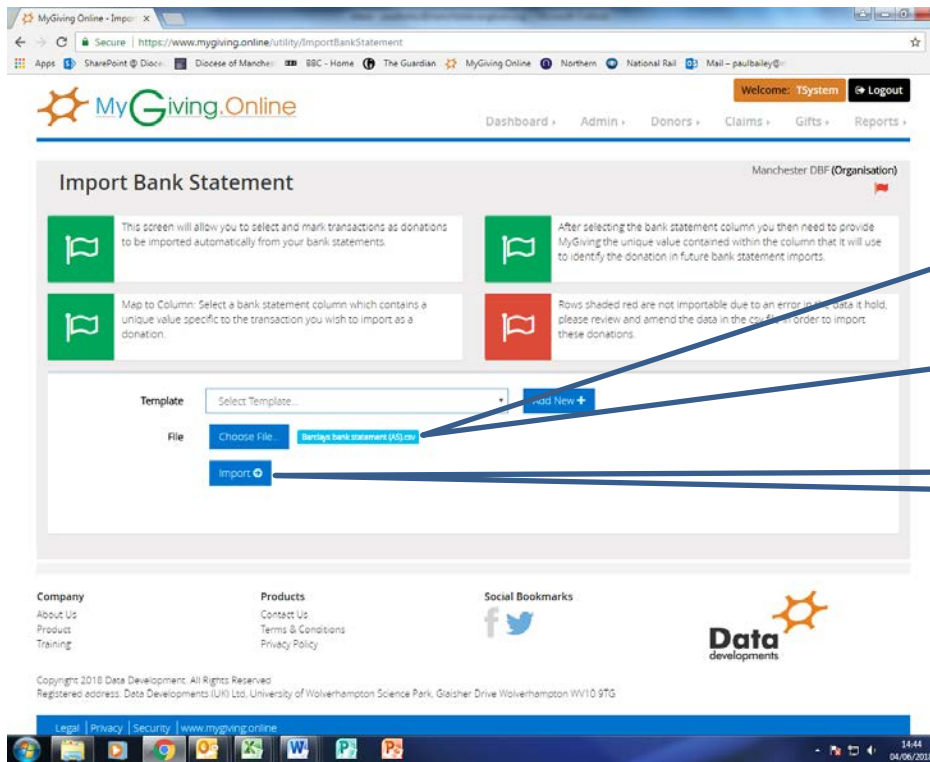 MyGiving Online - Impor x
Secure | https://www.mygiving.online/utility/ImportBankStatement
Apps SharePoint @ Dioce Diocese of Manches BBC - Home The Guardian MyGiving.Online Northern National Rail Mail – paulbailey@
MyGiving.Online
Welcome: TSystem Logout
Dashboard Admin Donors Claims Gifts Reports
Import Bank Statement
Manchester DBF (Organisation)
This screen will allow you to select and mark transactions as donations
to be imported automatically from your bank statements.
After selecting the bank statement column you then need to provide
MyGiving the unique value contained within the column that it will use
to identify the donation in future bank statement imports.
Map to Column: Select a bank statement column which contains a
unique value specific to the transaction you wish to import as a
donation.
Rows shaded red are not importable due to an error in the data it hold,
please review and amend the data in the csv file in order to import
these donations.
Template Select Template... Add New +
File Choose File.. Barclays bank statement (AS).csv
Import
Company
About Us
Product
Training
Products
Contact Us
Terms & Conditions
Privacy Policy
Social Bookmarks
Data
developments
Copyright 2018 Data Development. All Rights Reserved
Registered address: Data Developments (UK) Ltd, University of Wolverhampton Science Park, Glaisher Drive Wolverhampton WV10 9TG
Legal | Privacy | Security | www.mygiving.online
14:44
04/06/201